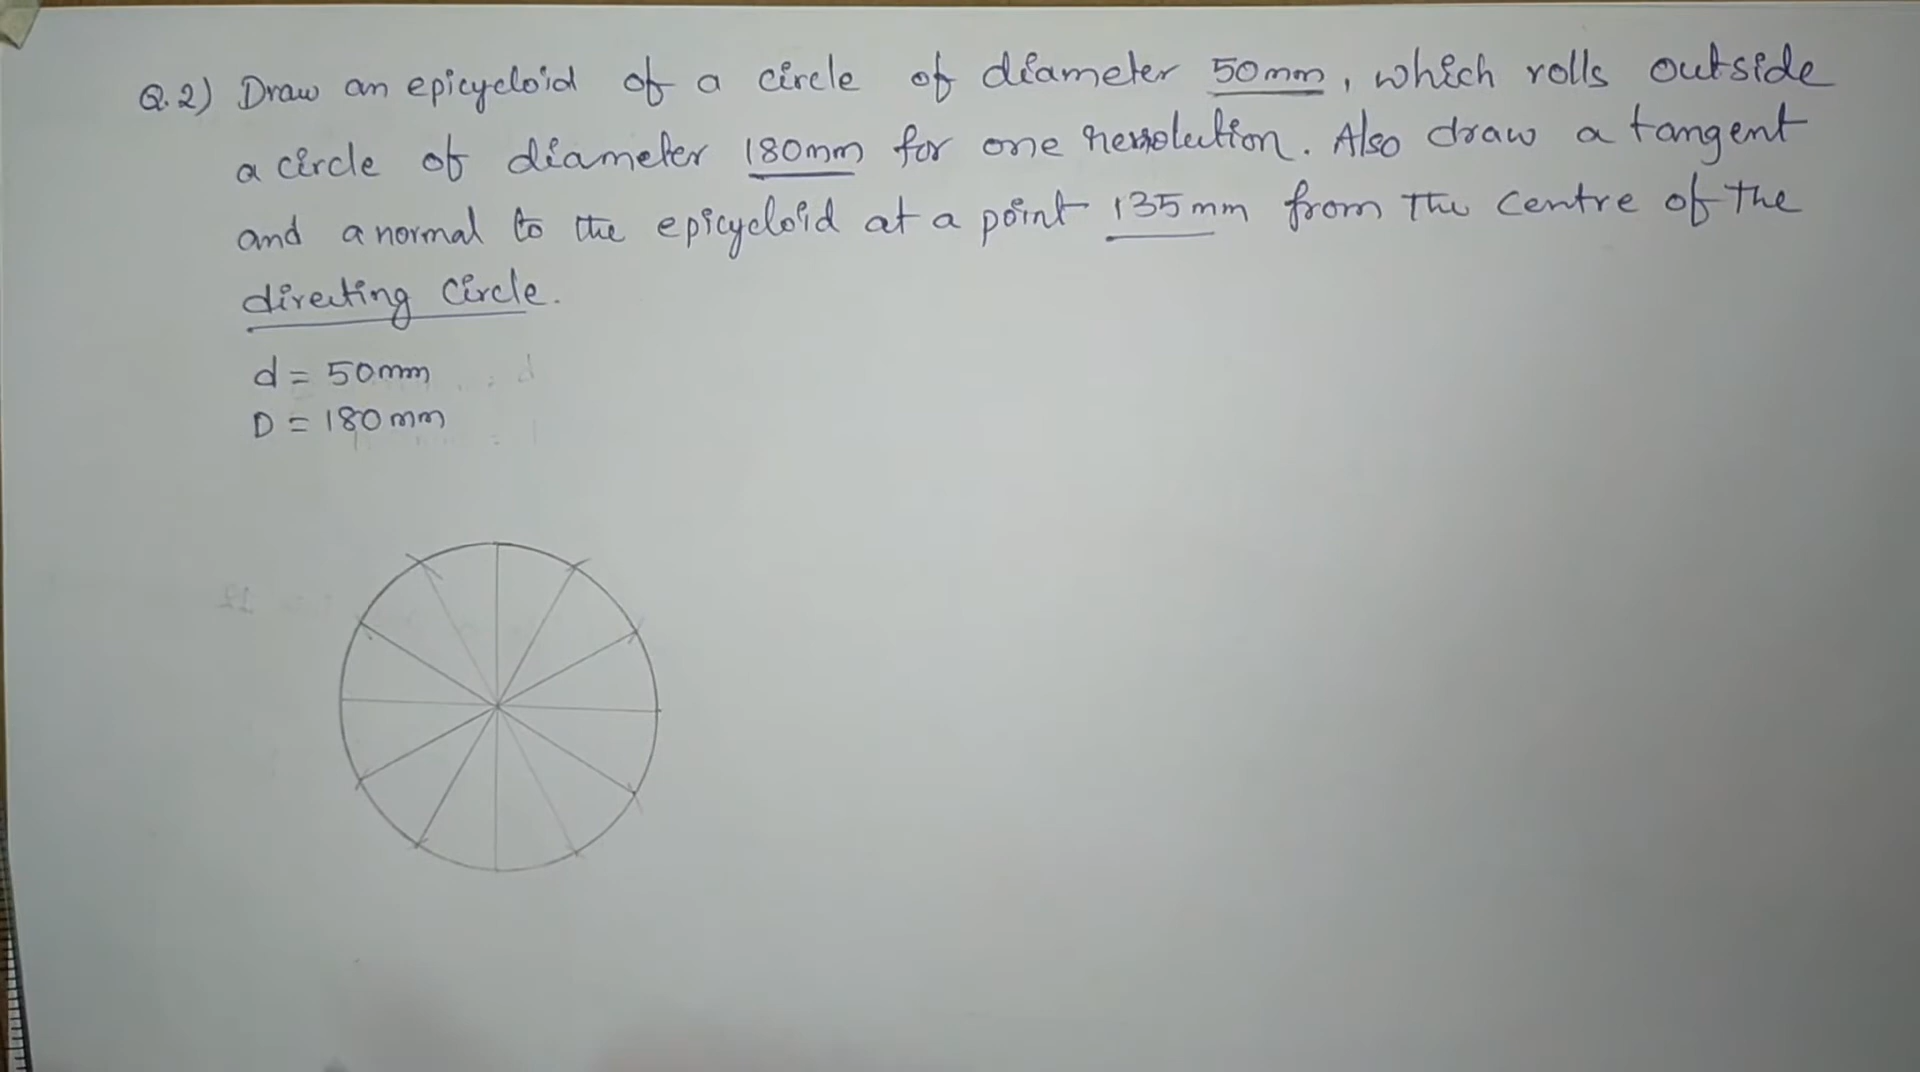 Q.2) Draw an epicycloid of a circle of diameter 50mm, which rolls outside
a circle of diameter 180mm for one revolution. Also draw a tangent
and a normal to the epicycloid at a point 135mm from the centre of the
directing circle.
d = 50mm
D = 180mm